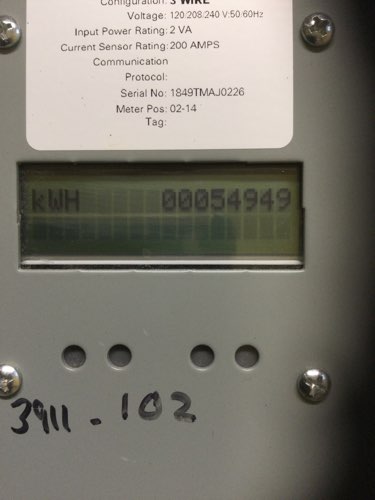 Configuration: 3 WIRE
Voltage: 120:208:240 V:50:60Hz
Input Power Rating: 2 VA
Current Sensor Rating: 200 AMPS
Communication
Protocol:
Serial No: 1849TMAJ0226
Meter Pos: 02-14
Tag:
kWH 00054949
3911-102